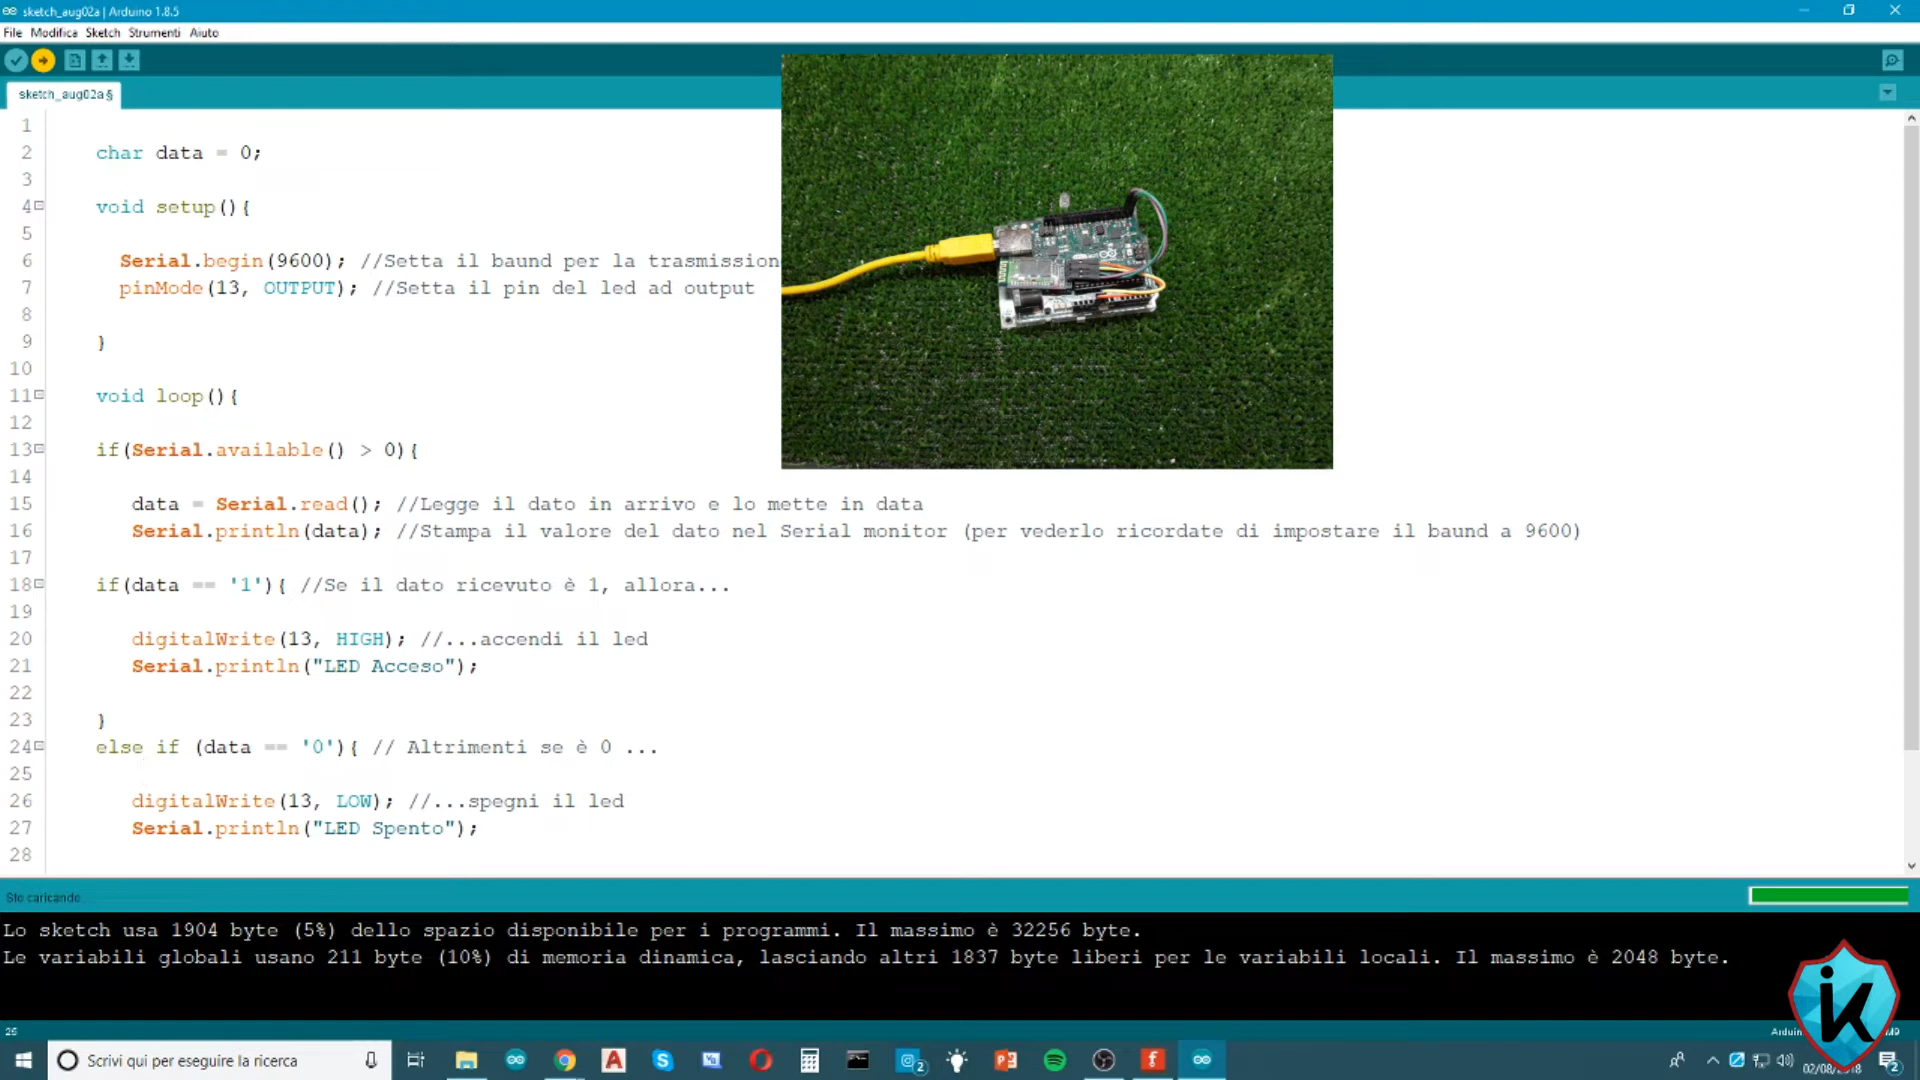 sketch_aug02a | Arduino 1.8.5
File Modifica Sketch Strumenti Aiuto
sketch_aug02a§
1
2 char data = 0;
3
4 void setup(){
5
6 Serial.begin(9600); //Setta il baund per la trasmissione
7 pinMode(13, OUTPUT); //Setta il pin del led ad output
8
9 }
10
11 void loop(){
12
13 if(Serial.available() > 0){
14
15 data = Serial.read(); //Legge il dato in arrivo e lo mette in data
16 Serial.println(data); //Stampa il valore del dato nel Serial monitor (per vederlo ricordate di impostare il baund a 9600)
17
18 if(data == '1'){ //Se il dato ricevuto è 1, allora...
19
20 digitalWrite(13, HIGH); //...accendi il led
21 Serial.println("LED Acceso");
22
23 }
24 else if (data == '0'){ // Altrimenti se è 0 ...
25
26 digitalWrite(13, LOW); //...spegni il led
27 Serial.println("LED Spento");
28
Sto caricando...
Lo sketch usa 1904 byte (5%) dello spazio disponibile per i programmi. Il massimo è 32256 byte.
Le variabili globali usano 211 byte (10%) di memoria dinamica, lasciando altri 1837 byte liberi per le variabili locali. Il massimo è 2048 byte.
25
Scrivi qui per eseguire la ricerca
iK